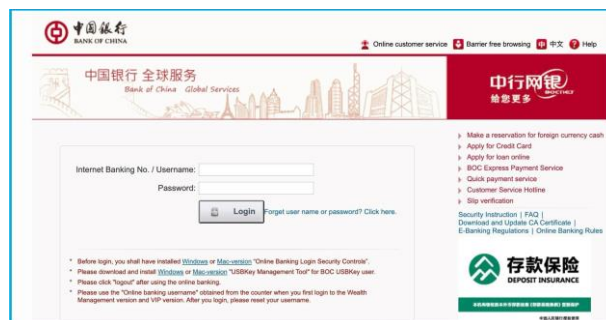 中国银行
BANK OF CHINA
Online customer service
Barrier free browsing
中文
Help
中国银行 全球服务
Bank of China Global Services
中行网银
BOCNET
给您更多
Make a reservation for foreign currency cash
Apply for Credit Card
Apply for loan online
BOC Express Payment Service
Quick payment service
Customer Service Hotline
Slip verification
Internet Banking No. / Username:
Password:
Login
Forget user name or password? Click here.
Security Instruction | FAQ |
Download and Update CA Certificate |
E-Banking Regulations | Online Banking Rules
Before login, you shall have installed Windows or Mac-version "Online Banking Login Security Controls".
Please download and install Windows or Mac-version "USBKey Management Tool" for BOC USBKey user.
Please click "logout" after using the online banking.
Please use the "Online banking username" obtained from the counter when you first login to the Wealth
Management version and VIP version. After you login, please reset your username.
存款保险
DEPOSIT INSURANCE